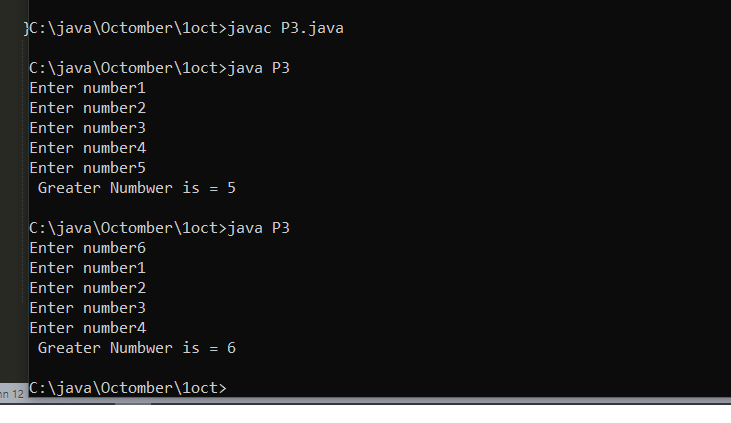 }C:\java\Octomber\1oct>javac P3.java
C:\java\Octomber\1oct>java P3
Enter number1
Enter number2
Enter number3
Enter number4
Enter number5
Greater Numbwer is = 5
C:\java\Octomber\1oct>java P3
Enter number6
Enter number1
Enter number2
Enter number3
Enter number4
Greater Numbwer is = 6
C:\java\Octomber\1oct>
12